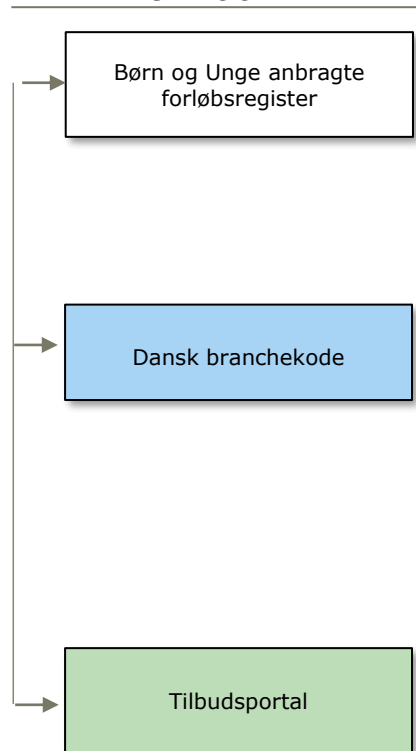 Børn og Unge anbragte
forløbsregister
Dansk branchekode
Tilbudsportal